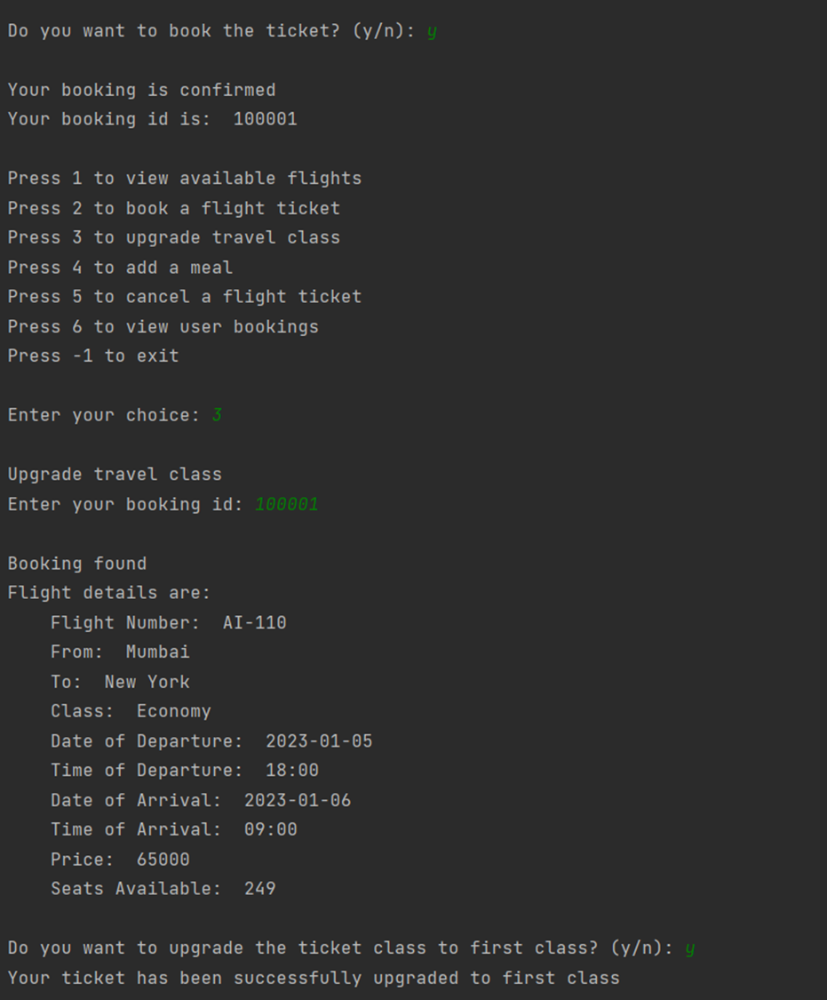 Do you want to book the ticket? (y/n): y
Your booking is confirmed
Your booking id is:  100001
Press 1 to view available flights
Press 2 to book a flight ticket
Press 3 to upgrade travel class
Press 4 to add a meal
Press 5 to cancel a flight ticket
Press 6 to view user bookings
Press -1 to exit
Enter your choice: 3
Upgrade travel class
Enter your booking id: 100001
Booking found
Flight details are:
    Flight Number:  AI-110
    From:  Mumbai
    To:  New York
    Class:  Economy
    Date of Departure:  2023-01-05
    Time of Departure:  18:00
    Date of Arrival:  2023-01-06
    Time of Arrival:  09:00
    Price:  65000
    Seats Available:  249
Do you want to upgrade the ticket class to first class? (y/n): y
Your ticket has been successfully upgraded to first class